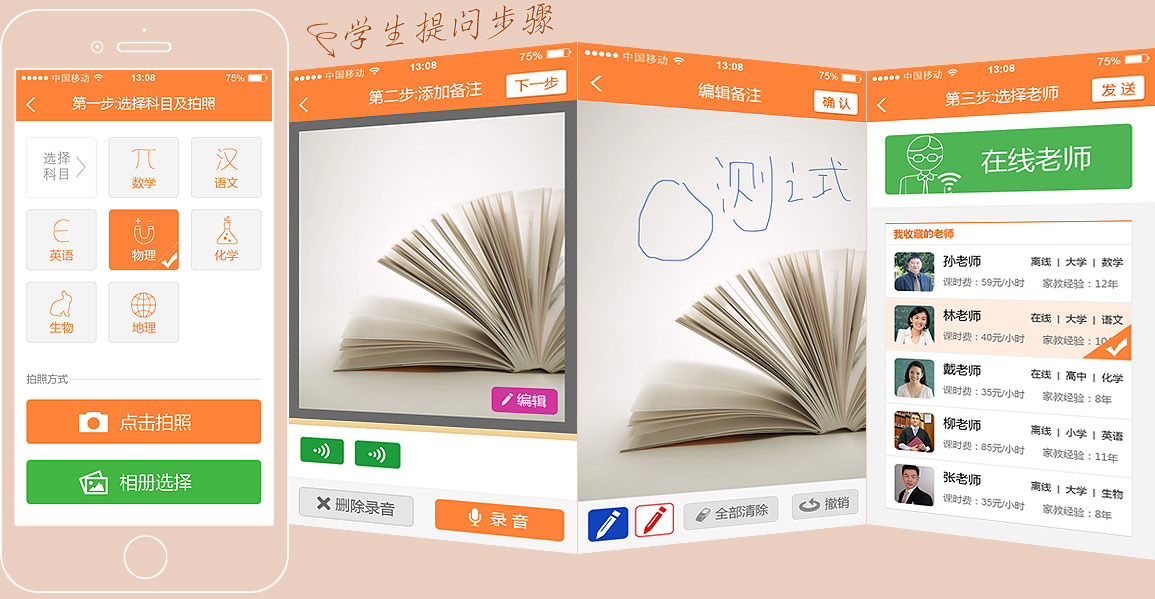 学生提问步骤
中国移动 13:08 75%
第一步:选择科目及拍照
选择科目
数学
语文
英语
物理
化学
生物
地理
拍照方式
点击拍照
相册选择
中国移动 13:08 75%
第二步:添加备注 下一步
编辑
删除录音 录音
中国移动 13:08 75%
编辑备注 确认
测试
全部清除 撤销
中国移动 13:08 75%
第三步:选择老师 发送
在线老师
我收藏的老师
孙老师 离线 | 大学 | 数学
课时费:59元/小时 家教经验:12年
林老师 在线 | 大学 | 语文
课时费:40元/小时 家教经验:10
戴老师 在线 | 高中 | 化学
课时费:35元/小时 家教经验:8年
柳老师 离线 | 小学 | 英语
课时费:85元/小时 家教经验:11年
张老师 离线 | 大学 | 生物
课时费:35元/小时 家教经验:8年